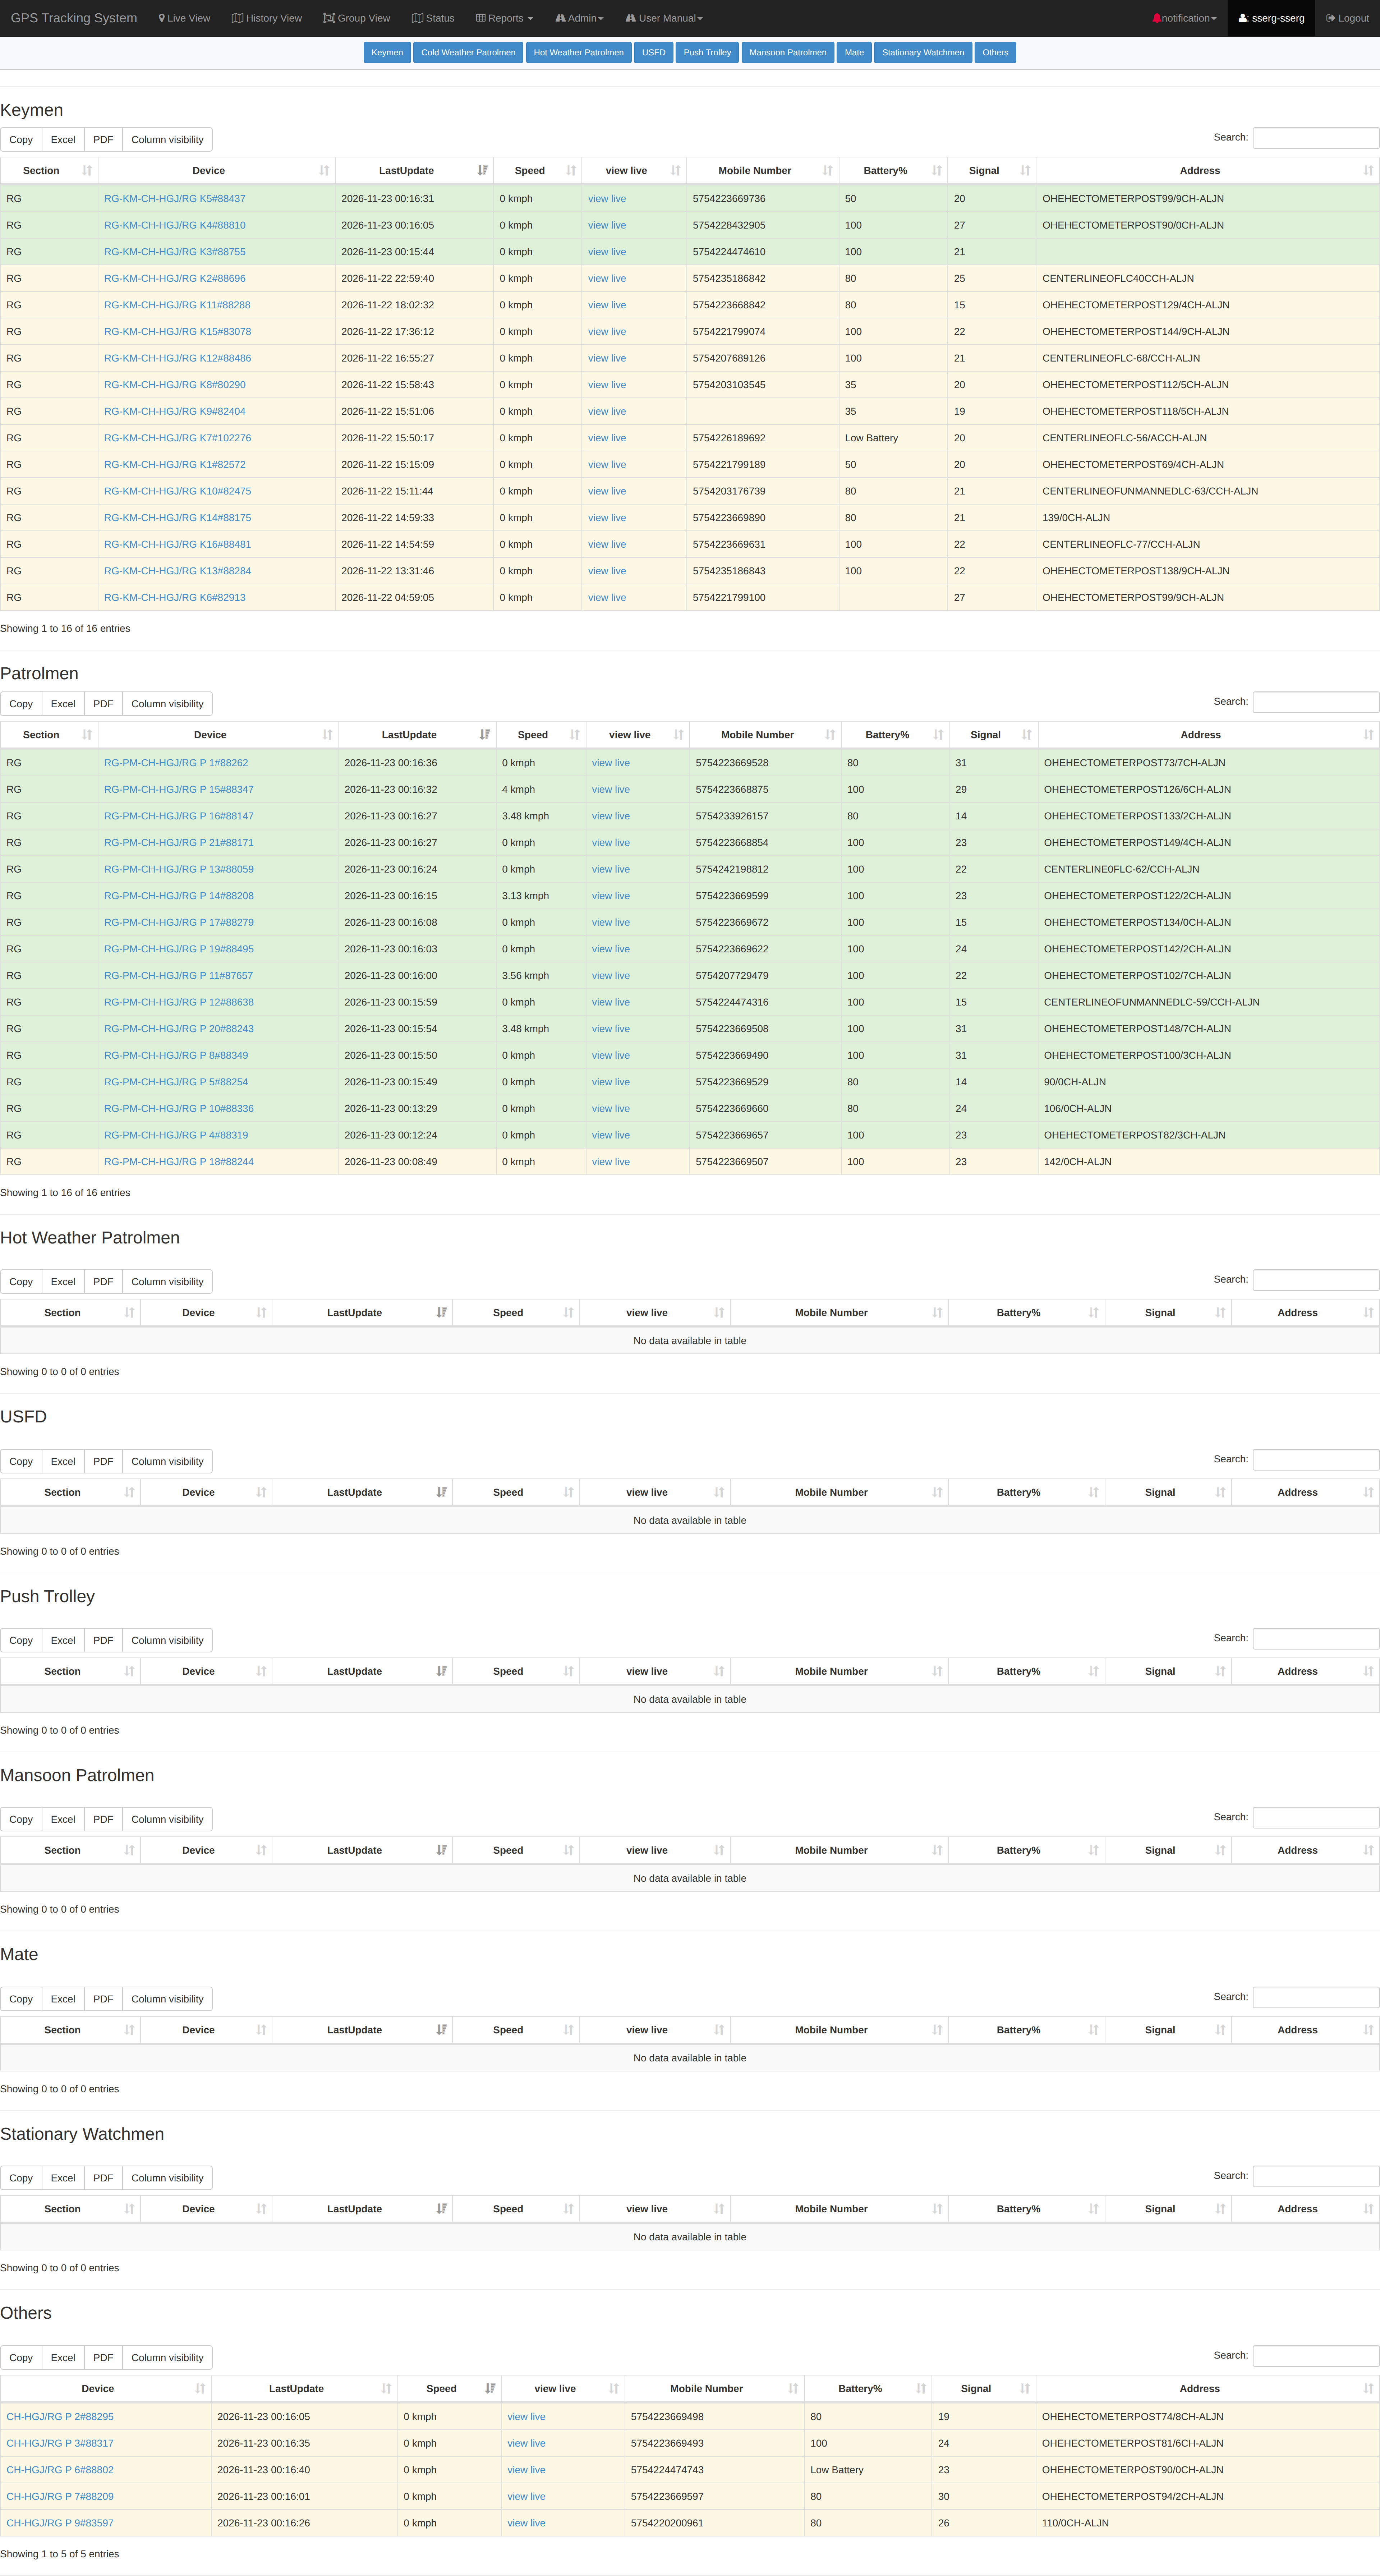 GPS Tracking System Live View History View Group View Status Reports Admin User Manual notification : sserg-sserg Logout
Keymen Cold Weather Patrolmen Hot Weather Patrolmen USFD Push Trolley Mansoon Patrolmen Mate Stationary Watchmen Others
Keymen
Copy Excel PDF Column visibility Search:
Section Device LastUpdate Speed view live Mobile Number Battery% Signal Address
RG RG-KM-CH-HGJ/RG K5#88437 2026-11-23 00:16:31 0 kmph view live 5754223669736 50 20 OHEHECTOMETERPOST99/9CH-ALJN
RG RG-KM-CH-HGJ/RG K4#88810 2026-11-23 00:16:05 0 kmph view live 5754228432905 100 27 OHEHECTOMETERPOST90/0CH-ALJN
RG RG-KM-CH-HGJ/RG K3#88755 2026-11-23 00:15:44 0 kmph view live 5754224474610 100 21
RG RG-KM-CH-HGJ/RG K2#88696 2026-11-22 22:59:40 0 kmph view live 5754235186842 80 25 CENTERLINEOFLC40CCH-ALJN
RG RG-KM-CH-HGJ/RG K11#88288 2026-11-22 18:02:32 0 kmph view live 5754223668842 80 15 OHEHECTOMETERPOST129/4CH-ALJN
RG RG-KM-CH-HGJ/RG K15#83078 2026-11-22 17:36:12 0 kmph view live 5754221799074 100 22 OHEHECTOMETERPOST144/9CH-ALJN
RG RG-KM-CH-HGJ/RG K12#88486 2026-11-22 16:55:27 0 kmph view live 5754207689126 100 21 CENTERLINEOFLC-68/CCH-ALJN
RG RG-KM-CH-HGJ/RG K8#80290 2026-11-22 15:58:43 0 kmph view live 5754203103545 35 20 OHEHECTOMETERPOST112/5CH-ALJN
RG RG-KM-CH-HGJ/RG K9#82404 2026-11-22 15:51:06 0 kmph view live 35 19 OHEHECTOMETERPOST118/5CH-ALJN
RG RG-KM-CH-HGJ/RG K7#102276 2026-11-22 15:50:17 0 kmph view live 5754226189692 Low Battery 20 CENTERLINEOFLC-56/ACCH-ALJN
RG RG-KM-CH-HGJ/RG K1#82572 2026-11-22 15:15:09 0 kmph view live 5754221799189 50 20 OHEHECTOMETERPOST69/4CH-ALJN
RG RG-KM-CH-HGJ/RG K10#82475 2026-11-22 15:11:44 0 kmph view live 5754203176739 80 21 CENTERLINEOFUNMANNEDLC-63/CCH-ALJN
RG RG-KM-CH-HGJ/RG K14#88175 2026-11-22 14:59:33 0 kmph view live 5754223669890 80 21 139/0CH-ALJN
RG RG-KM-CH-HGJ/RG K16#88481 2026-11-22 14:54:59 0 kmph view live 5754223669631 100 22 CENTERLINEOFLC-77/CCH-ALJN
RG RG-KM-CH-HGJ/RG K13#88284 2026-11-22 13:31:46 0 kmph view live 5754235186843 100 22 OHEHECTOMETERPOST138/9CH-ALJN
RG RG-KM-CH-HGJ/RG K6#82913 2026-11-22 04:59:05 0 kmph view live 5754221799100 27 OHEHECTOMETERPOST99/9CH-ALJN
Showing 1 to 16 of 16 entries
Patrolmen
Copy Excel PDF Column visibility Search:
Section Device LastUpdate Speed view live Mobile Number Battery% Signal Address
RG RG-PM-CH-HGJ/RG P 1#88262 2026-11-23 00:16:36 0 kmph view live 5754223669528 80 31 OHEHECTOMETERPOST73/7CH-ALJN
RG RG-PM-CH-HGJ/RG P 15#88347 2026-11-23 00:16:32 4 kmph view live 5754223668875 100 29 OHEHECTOMETERPOST126/6CH-ALJN
RG RG-PM-CH-HGJ/RG P 16#88147 2026-11-23 00:16:27 3.48 kmph view live 5754233926157 80 14 OHEHECTOMETERPOST133/2CH-ALJN
RG RG-PM-CH-HGJ/RG P 21#88171 2026-11-23 00:16:27 0 kmph view live 5754223668854 100 23 OHEHECTOMETERPOST149/4CH-ALJN
RG RG-PM-CH-HGJ/RG P 13#88059 2026-11-23 00:16:24 0 kmph view live 5754242198812 100 22 CENTERLINE0FLC-62/CCH-ALJN
RG RG-PM-CH-HGJ/RG P 14#88208 2026-11-23 00:16:15 3.13 kmph view live 5754223669599 100 23 OHEHECTOMETERPOST122/2CH-ALJN
RG RG-PM-CH-HGJ/RG P 17#88279 2026-11-23 00:16:08 0 kmph view live 5754223669672 100 15 OHEHECTOMETERPOST134/0CH-ALJN
RG RG-PM-CH-HGJ/RG P 19#88495 2026-11-23 00:16:03 0 kmph view live 5754223669622 100 24 OHEHECTOMETERPOST142/2CH-ALJN
RG RG-PM-CH-HGJ/RG P 11#87657 2026-11-23 00:16:00 3.56 kmph view live 5754207729479 100 22 OHEHECTOMETERPOST102/7CH-ALJN
RG RG-PM-CH-HGJ/RG P 12#88638 2026-11-23 00:15:59 0 kmph view live 5754224474316 100 15 CENTERLINEOFUNMANNEDLC-59/CCH-ALJN
RG RG-PM-CH-HGJ/RG P 20#88243 2026-11-23 00:15:54 3.48 kmph view live 5754223669508 100 31 OHEHECTOMETERPOST148/7CH-ALJN
RG RG-PM-CH-HGJ/RG P 8#88349 2026-11-23 00:15:50 0 kmph view live 5754223669490 100 31 OHEHECTOMETERPOST100/3CH-ALJN
RG RG-PM-CH-HGJ/RG P 5#88254 2026-11-23 00:15:49 0 kmph view live 5754223669529 80 14 90/0CH-ALJN
RG RG-PM-CH-HGJ/RG P 10#88336 2026-11-23 00:13:29 0 kmph view live 5754223669660 80 24 106/0CH-ALJN
RG RG-PM-CH-HGJ/RG P 4#88319 2026-11-23 00:12:24 0 kmph view live 5754223669657 100 23 OHEHECTOMETERPOST82/3CH-ALJN
RG RG-PM-CH-HGJ/RG P 18#88244 2026-11-23 00:08:49 0 kmph view live 5754223669507 100 23 142/0CH-ALJN
Showing 1 to 16 of 16 entries
Hot Weather Patrolmen
Copy Excel PDF Column visibility Search:
Section Device LastUpdate Speed view live Mobile Number Battery% Signal Address
No data available in table
Showing 0 to 0 of 0 entries
USFD
Copy Excel PDF Column visibility Search:
Section Device LastUpdate Speed view live Mobile Number Battery% Signal Address
No data available in table
Showing 0 to 0 of 0 entries
Push Trolley
Copy Excel PDF Column visibility Search:
Section Device LastUpdate Speed view live Mobile Number Battery% Signal Address
No data available in table
Showing 0 to 0 of 0 entries
Mansoon Patrolmen
Copy Excel PDF Column visibility Search:
Section Device LastUpdate Speed view live Mobile Number Battery% Signal Address
No data available in table
Showing 0 to 0 of 0 entries
Mate
Copy Excel PDF Column visibility Search:
Section Device LastUpdate Speed view live Mobile Number Battery% Signal Address
No data available in table
Showing 0 to 0 of 0 entries
Stationary Watchmen
Copy Excel PDF Column visibility Search:
Section Device LastUpdate Speed view live Mobile Number Battery% Signal Address
No data available in table
Showing 0 to 0 of 0 entries
Others
Copy Excel PDF Column visibility Search:
Device LastUpdate Speed view live Mobile Number Battery% Signal Address
CH-HGJ/RG P 2#88295 2026-11-23 00:16:05 0 kmph view live 5754223669498 80 19 OHEHECTOMETERPOST74/8CH-ALJN
CH-HGJ/RG P 3#88317 2026-11-23 00:16:35 0 kmph view live 5754223669493 100 24 OHEHECTOMETERPOST81/6CH-ALJN
CH-HGJ/RG P 6#88802 2026-11-23 00:16:40 0 kmph view live 5754224474743 Low Battery 23 OHEHECTOMETERPOST90/0CH-ALJN
CH-HGJ/RG P 7#88209 2026-11-23 00:16:01 0 kmph view live 5754223669597 80 30 OHEHECTOMETERPOST94/2CH-ALJN
CH-HGJ/RG P 9#83597 2026-11-23 00:16:26 0 kmph view live 5754220200961 80 26 110/0CH-ALJN
Showing 1 to 5 of 5 entries